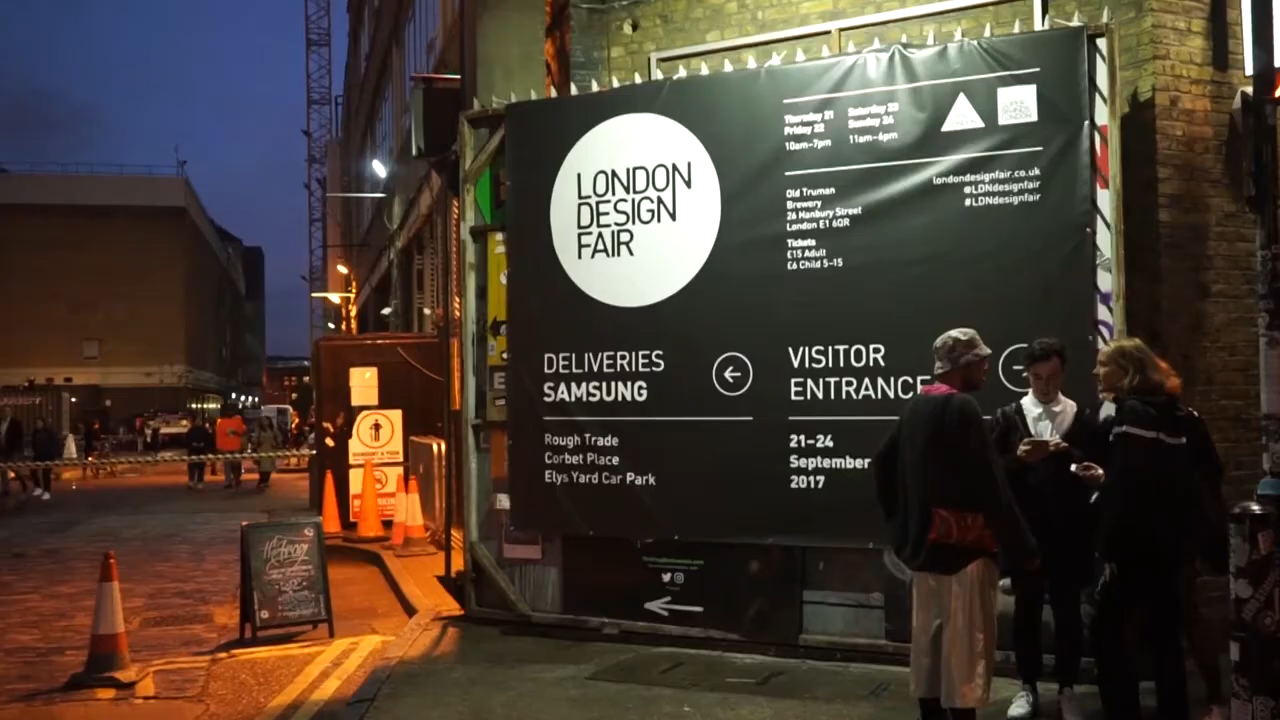 LONDON
DESIGN
FAIR
Thursday 21
Friday 22
10am-7pm
Saturday 23
Sunday 24
11am-6pm
londondesignfair.co.uk
@LDNdesignfair
#LDNdesignfair
Old Truman
Brewery
26 Hanbury Street
London E1 6QR
Tickets
£15 Adult
£6 Child 5-15
DELIVERIES
SAMSUNG
Rough Trade
Corbet Place
Elys Yard Car Park
VISITOR
ENTRANCE
21-24
September
2017